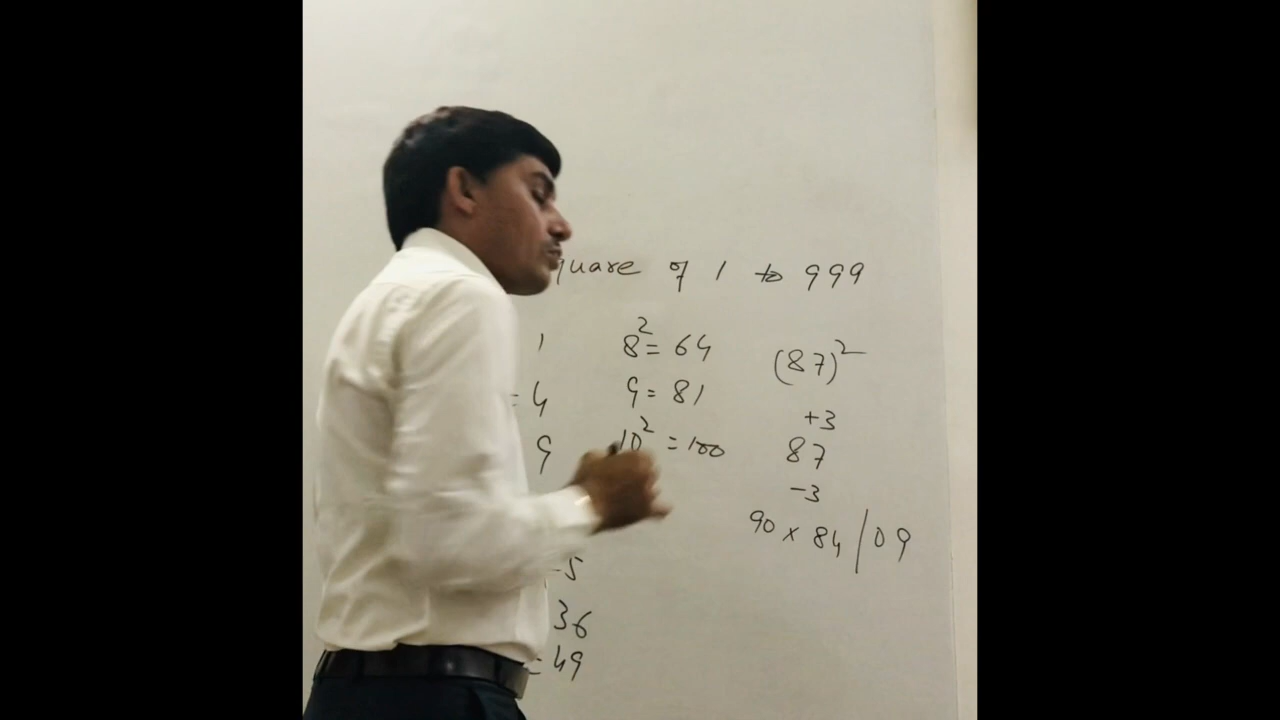 quare of 1 to 999
1
= 4
9
-5
36
= 49
8² = 64
9 = 81
10² = 100
(87)²
+3
87
-3
90 × 84 / 09